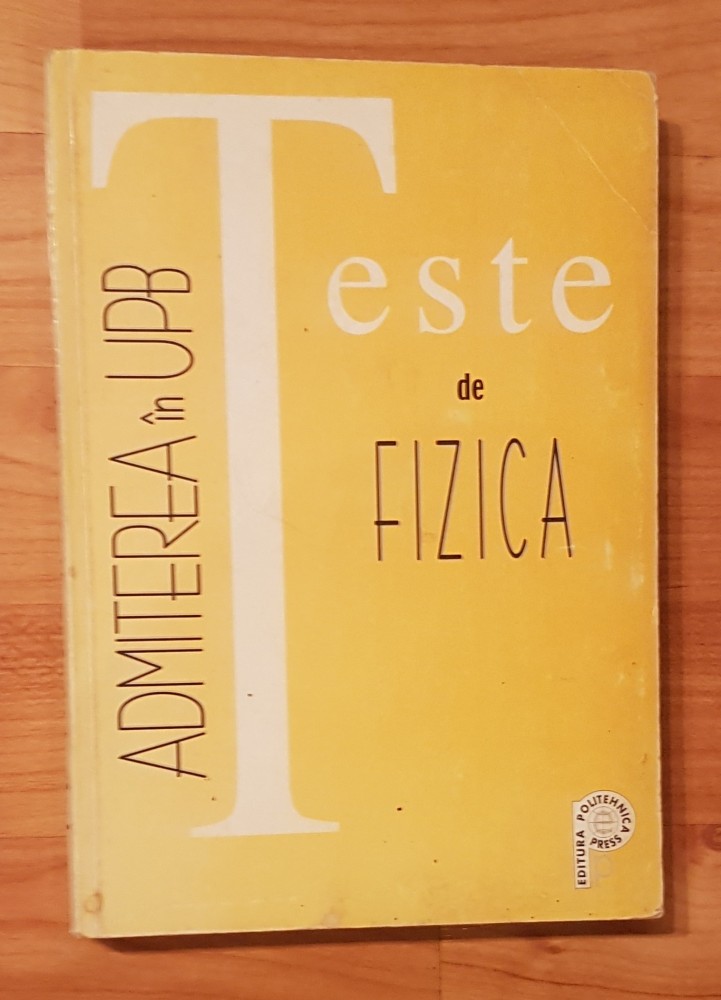 ADMITEREA în UPB
Teste
de
FIZICA
EDITURA POLITEHNICA
PRESS